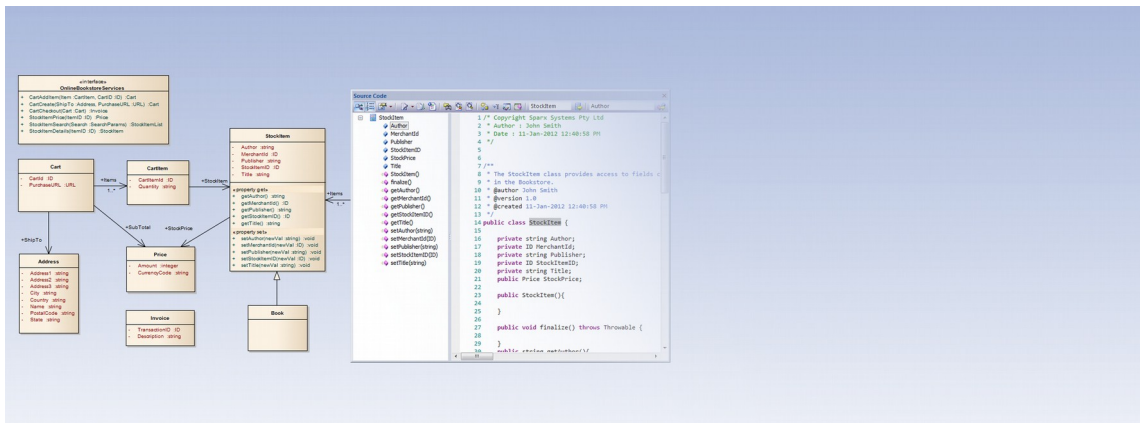 «interface»
OnlineBookstoreServices
+ CartAddItem(Item :CartItem, CartID :ID) :Cart
+ CartCreate(ShipTo :Address, PurchaseURL :URL) :Cart
+ CartCheckout(Cart :Cart) :Invoice
+ StockItemPrice(ItemID :ID) :Price
+ StockItemSearch(Search :SearchParams) :StockItemList
+ StockItemDetails(ItemID :ID) :StockItem
Cart
- CartId :ID
- PurchaseURL :URL
+Items
1..*
CartItem
- CartItemId :ID
- Quantity :string
+StockItem
StockItem
- Author :string
- MerchantId :ID
- Publisher :string
- StockItemID :ID
- Title :string
«property get»
+ getAuthor() :string
+ getMerchantId() :ID
+ getPublisher() :string
+ getStockItemID() :ID
+ getTitle() :string
«property set»
+ setAuthor(newVal :string) :void
+ setMerchantId(newVal :ID) :void
+ setPublisher(newVal :string) :void
+ setStockItemID(newVal :ID) :void
+ setTitle(newVal :string) :void
+Items
1..*
+ShipTo
+SubTotal
+StockPrice
Address
- Address1 :string
- Address2 :string
- Address3 :string
- City :string
- Country :string
- Name :string
- PostalCode :string
- State :string
Price
- Amount :integer
- CurrencyCode :string
Invoice
- TransactionID :ID
- Description :string
Book
Source Code
StockItem
Author
StockItem
Author
MerchantId
Publisher
StockItemID
StockPrice
Title
StockItem()
finalize()
getAuthor()
getMerchantId()
getPublisher()
getStockItemID()
getTitle()
setAuthor(string)
setMerchantId(ID)
setPublisher(string)
setStockItemID(ID)
setTitle(string)
1 /* Copyright Sparx Systems Pty Ltd
2 * Author : John Smith
3 * Date : 11-Jan-2012 12:40:58 PM
4 */
5
6
7 /**
8 * The StockItem class provides access to fields
9 * in the Bookstore.
10 * @author John Smith
11 * @version 1.0
12 * @created 11-Jan-2012 12:40:58 PM
13 */
14 public class StockItem {
15
16 private string Author;
17 private ID MerchantId;
18 private string Publisher;
19 private ID StockItemID;
20 private string Title;
21 public Price StockPrice;
22
23 public StockItem(){
24
25 }
26
27 public void finalize() throws Throwable {
28
29 }
30 public string getAuthor(){